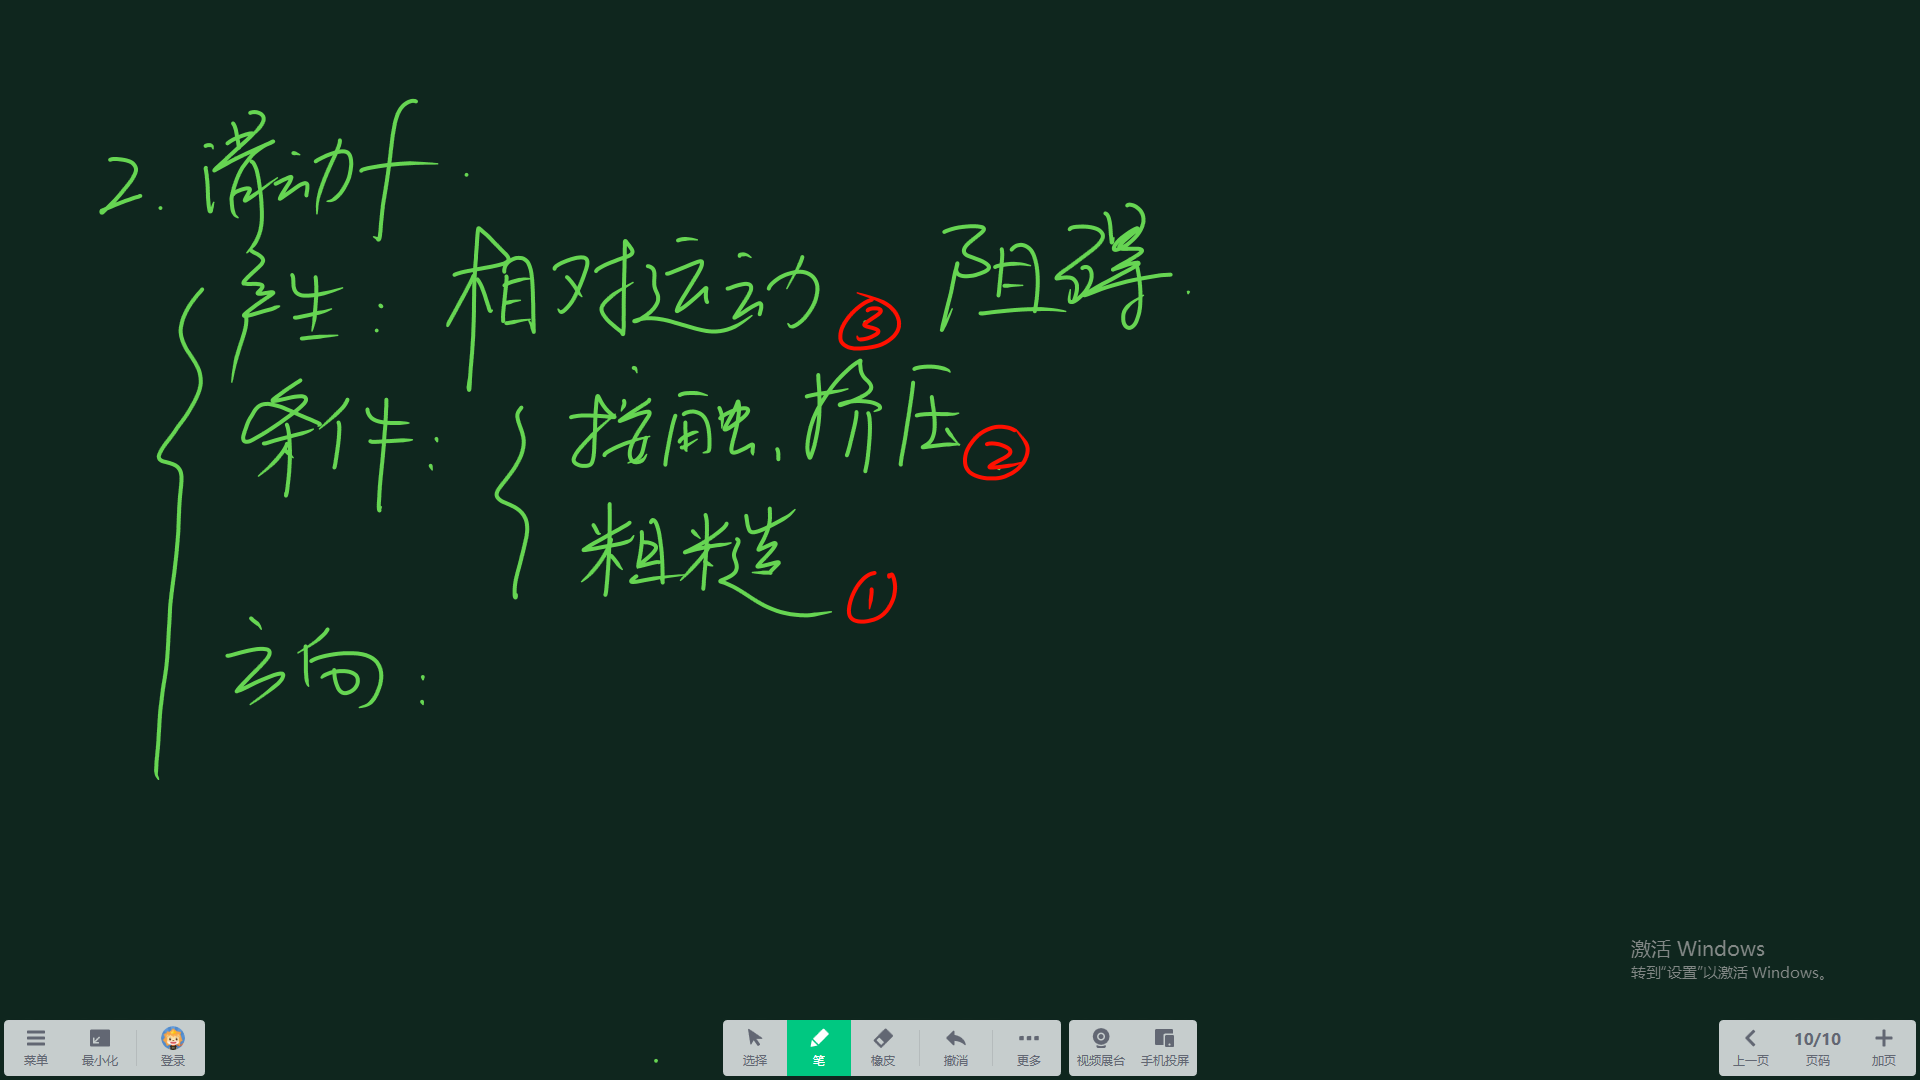 2. 滑动f.
产生: 相对运动③ 阻碍.
条件: 接触、挤压②
粗糙①
方向:
激活 Windows
转到“设置”以激活 Windows。
菜单 最小化 登录 选择 笔 橡皮 撤消 更多 视频展台 手机投屏 上一页 10/10 页码 加页